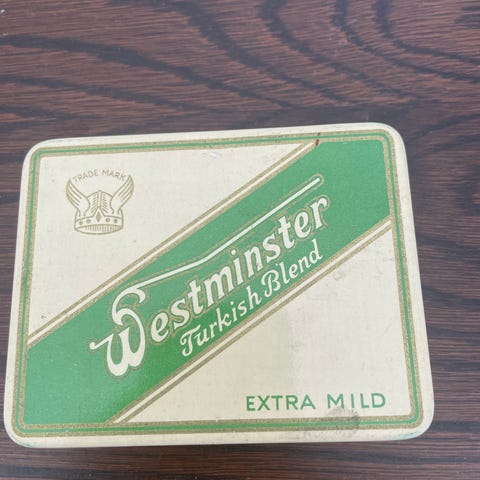 TRADE MARK
Westminster
Turkish Blend
EXTRA MILD